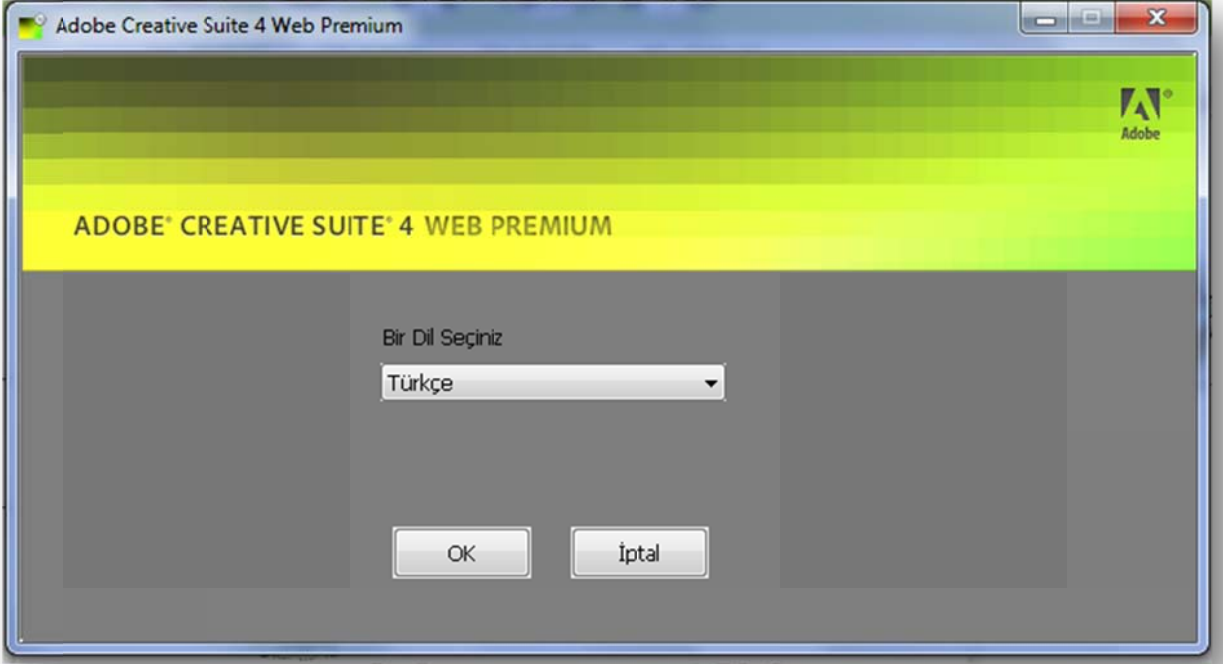 Adobe Creative Suite 4 Web Premium
Adobe
ADOBE® CREATIVE SUITE® 4 WEB PREMIUM
Bir Dil Seçiniz
Türkçe
OK
İptal